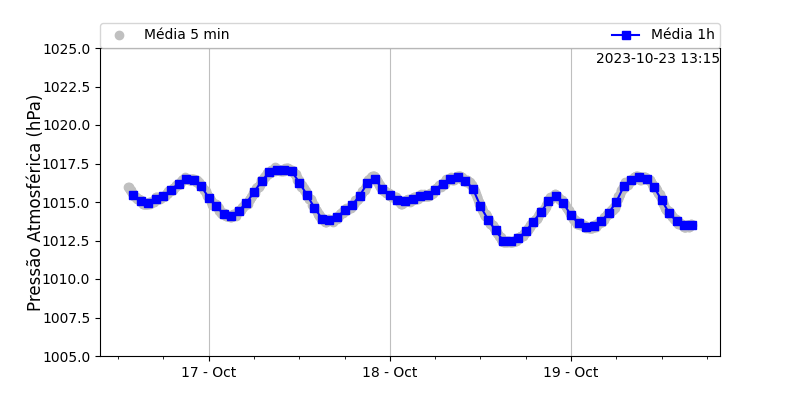 Média 5 min
Média 1h
2023-10-23 13:15
Pressão Atmosférica (hPa)
1025.0
1022.5
1020.0
1017.5
1015.0
1012.5
1010.0
1007.5
1005.0
17 - Oct
18 - Oct
19 - Oct